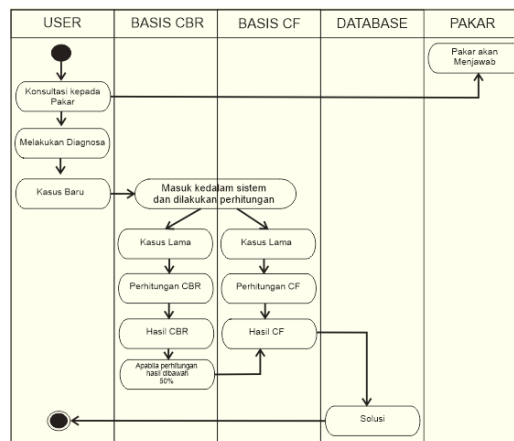 USER
BASIS CBR
BASIS CF
DATABASE
PAKAR
Pakar akan
Menjawab
Konsultasi kepada
Pakar
Melakukan Diagnosa
Kasus Baru
Masuk kedalam sistem
dan dilakukan perhitungan
Kasus Lama
Kasus Lama
Perhitungan CBR
Perhitungan CF
Hasil CBR
Hasil CF
Apabila perhitungan
hasil dibawah
50%
Solusi